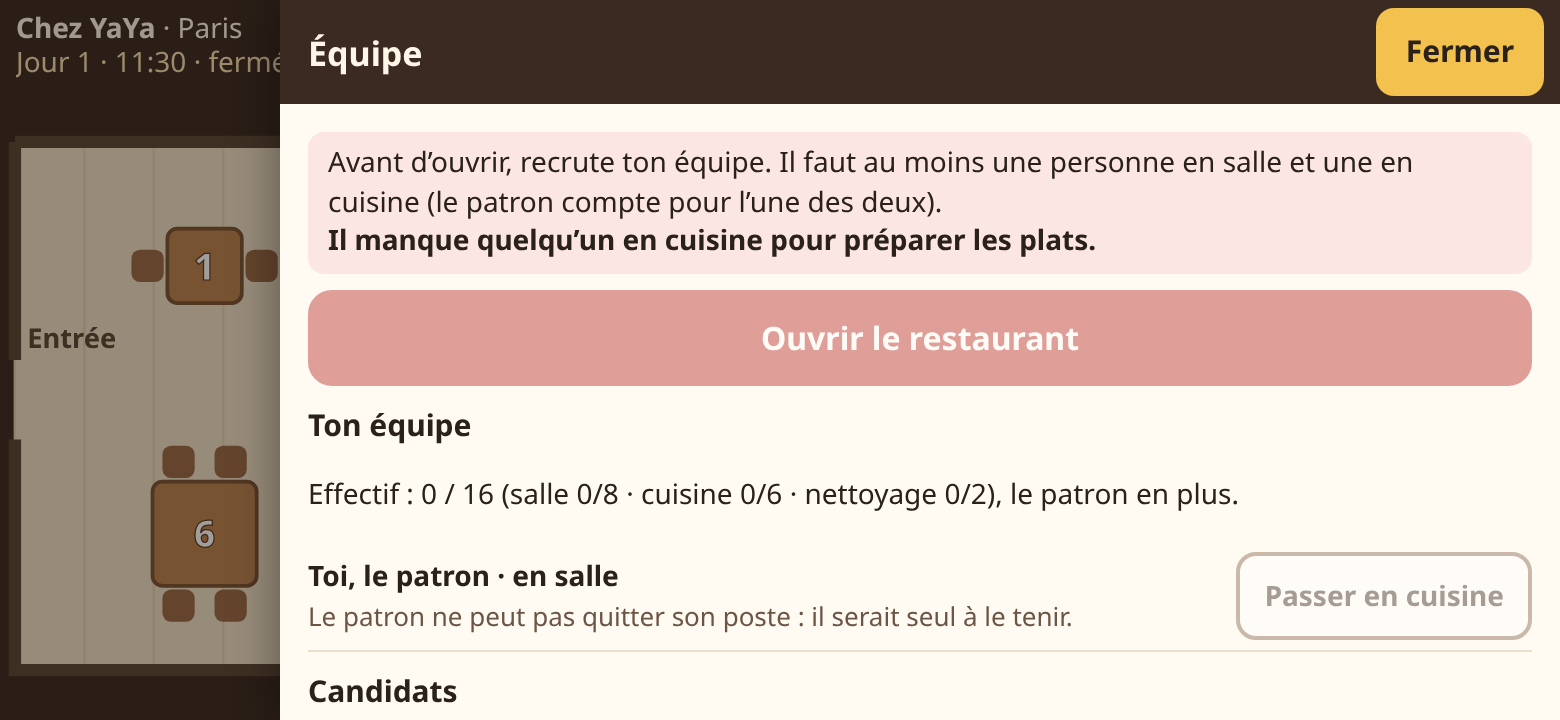 Chez YaYa · Paris
Jour 1 · 11:30 · fermé
Équipe
Fermer
Avant d’ouvrir, recrute ton équipe. Il faut au moins une personne en salle et une en
cuisine (le patron compte pour l’une des deux).
Il manque quelqu’un en cuisine pour préparer les plats.
Ouvrir le restaurant
1
Entrée
6
Ton équipe
Effectif : 0 / 16 (salle 0/8 · cuisine 0/6 · nettoyage 0/2), le patron en plus.
Toi, le patron · en salle
Le patron ne peut pas quitter son poste : il serait seul à le tenir.
Passer en cuisine
Candidats